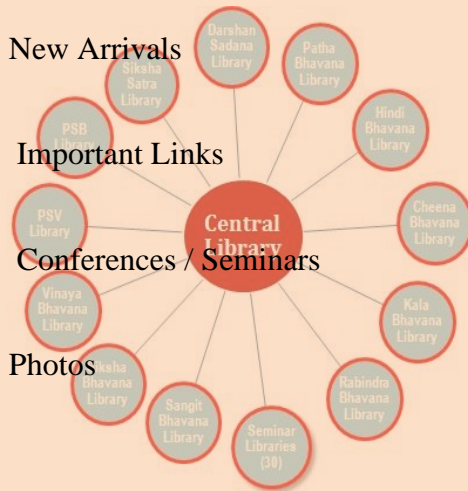 New Arrivals
Important Links
Conferences / Seminars
Photos
Darshan
Sadana
Library
Patha
Bhavana
Library
Hindi
Bhavana
Library
Cheena
Bhavana
Library
Kala
Bhavana
Library
Rabindra
Bhavana
Library
Seminar
Libraries
(30)
Sangit
Bhavana
Library
Bhavana
Library
Vinaya
Bhavana
Library
PSV
Library
PSB
Library
Siksha
Satra
Library
Central
Library